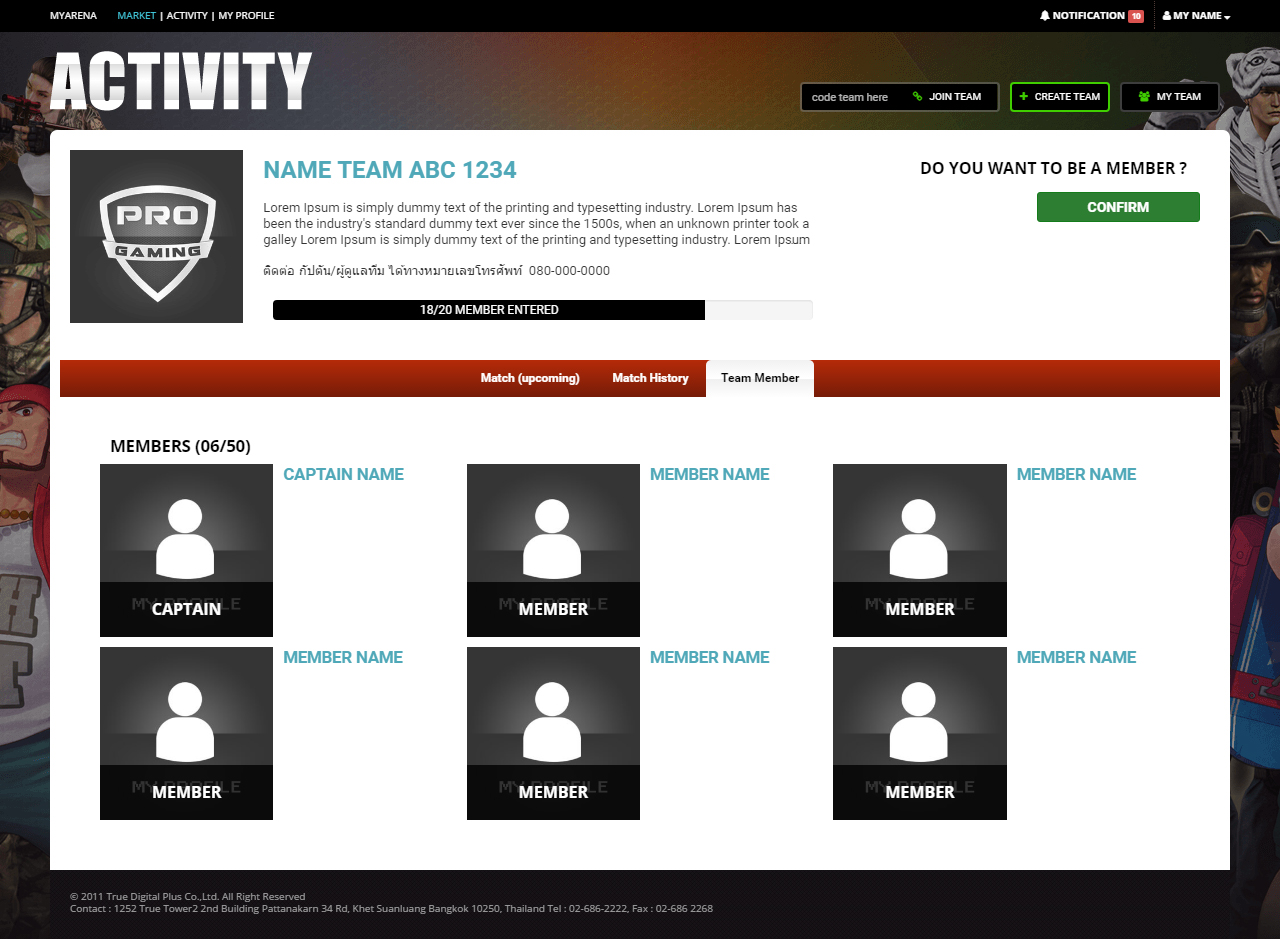 MYARENA MARKET | ACTIVITY | MY PROFILE NOTIFICATION 10 MY NAME
ACTIVITY
code team here JOIN TEAM CREATE TEAM MY TEAM
PRO
GAMING
NAME TEAM ABC 1234
Lorem Ipsum is simply dummy text of the printing and typesetting industry. Lorem Ipsum has
been the industry's standard dummy text ever since the 1500s, when an unknown printer took a
galley Lorem Ipsum is simply dummy text of the printing and typesetting industry. Lorem Ipsum
ติดต่อ กัปตัน/ผู้ดูแลทีม ได้ทางหมายเลขโทรศัพท์ 080-000-0000
18/20 MEMBER ENTERED
DO YOU WANT TO BE A MEMBER ?
CONFIRM
Match (upcoming) Match History Team Member
MEMBERS (06/50)
CAPTAIN NAME MEMBER NAME MEMBER NAME
MY PROFILE MY PROFILE MY PROFILE
CAPTAIN MEMBER MEMBER
MEMBER NAME MEMBER NAME MEMBER NAME
MY PROFILE MY PROFILE MY PROFILE
MEMBER MEMBER MEMBER
© 2011 True Digital Plus Co.,Ltd. All Right Reserved
Contact : 1252 True Tower2 2nd Building Pattanakarn 34 Rd, Khet Suanluang Bangkok 10250, Thailand Tel : 02-686-2222, Fax : 02-686 2268